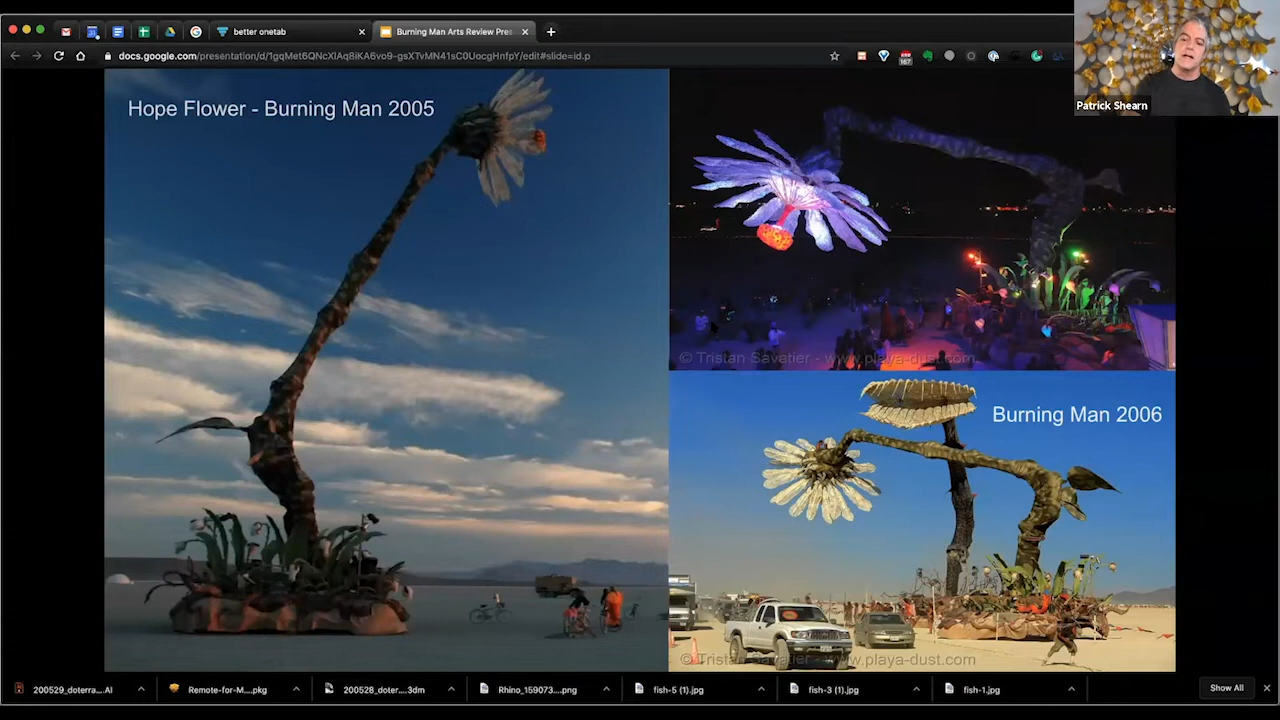 better onetab
Burning Man Arts Review Pres
docs.google.com/presentation/d/1gqMet6QNcXlAq8iKA6vo9-gsXTvMN41sC0UocgHnfpY/edit#slide=id.p
167
Patrick Shearn
Hope Flower - Burning Man 2005
© Tristan Savatier - www.playa-dust.com
Burning Man 2006
© Tristan Savatier - www.playa-dust.com
200529_doterra....AI
Remote-for-M....pkg
200528_doter....3dm
Rhino_159073....png
fish-5 (1).jpg
fish-3 (1).jpg
fish-1.jpg
Show All